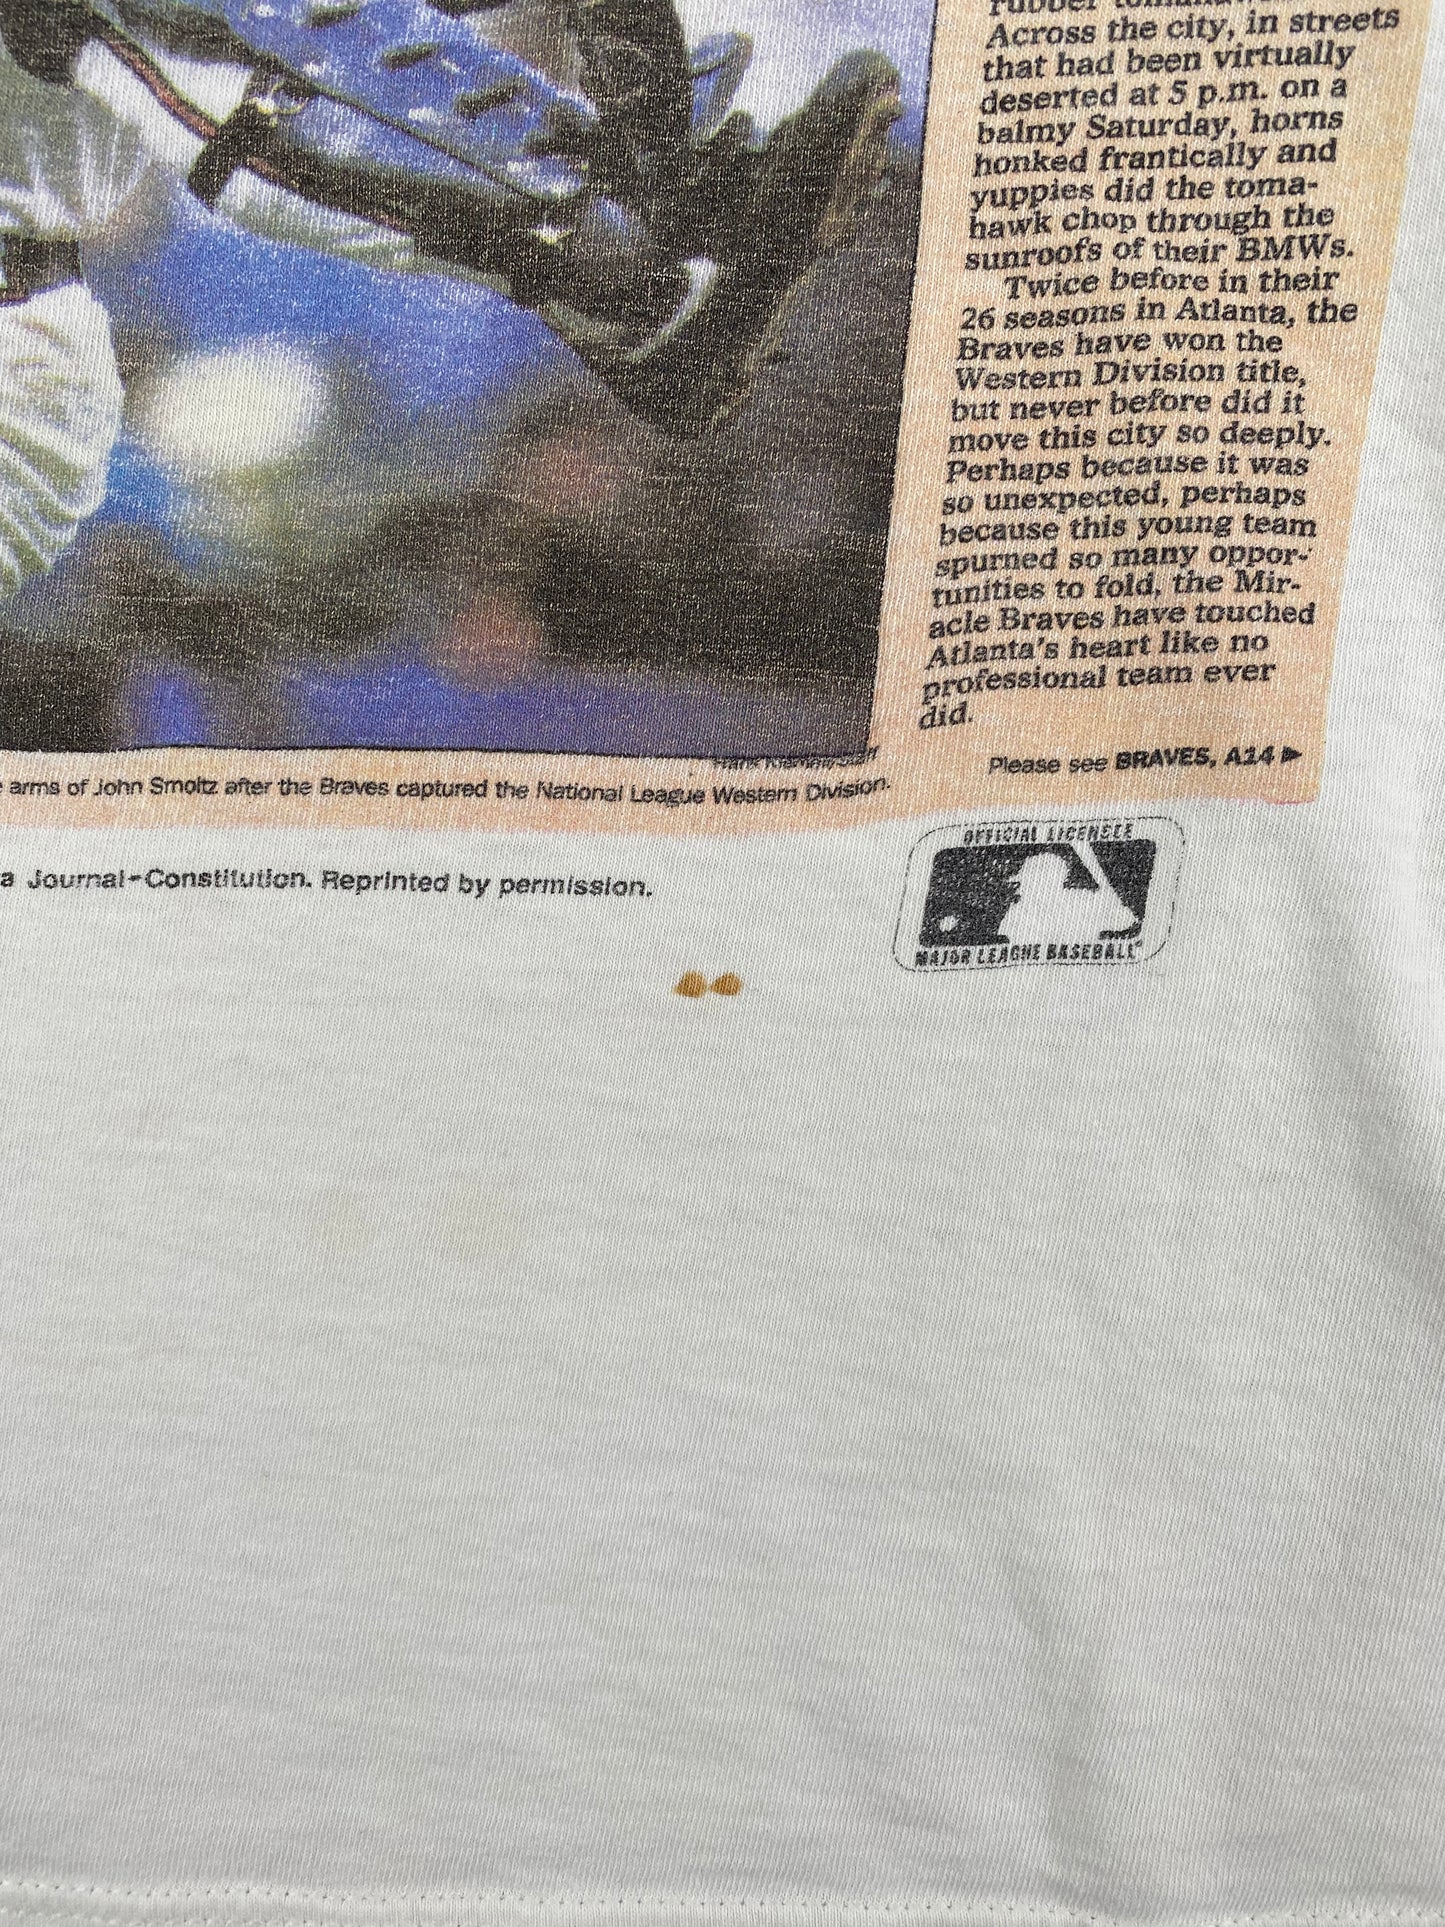 Across the city, in streets
that had been virtually
deserted at 5 p.m. on a
balmy Saturday, horns
honked frantically and
yuppies did the toma-
hawk chop through the
sunroofs of their BMWs.
Twice before in their
26 seasons in Atlanta, the
Braves have won the
Western Division title,
but never before did it
move this city so deeply.
Perhaps because it was
so unexpected, perhaps
because this young team
spurned so many oppor-
tunities to fold, the Mir-
acle Braves have touched
Atlanta's heart like no
professional team ever
did.
Please see BRAVES, A14
arms of John Smoltz after the Braves captured the National League Western Division.
a Journal-Constitution. Reprinted by permission.
OFFICIAL LICENSEE
MAJOR LEAGUE BASEBALL